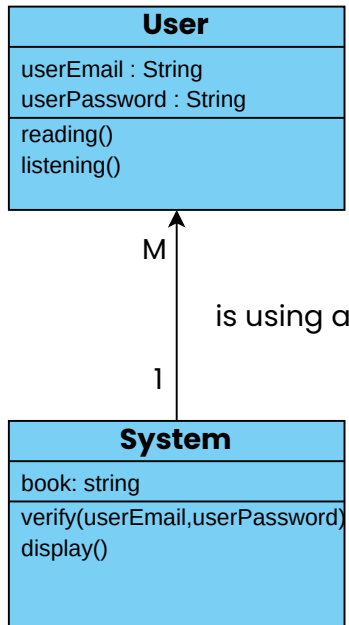 User
userEmail : String
userPassword : String
reading()
listening()
M
is using a
1
System
book: string
verify(userEmail,userPassword)
display()